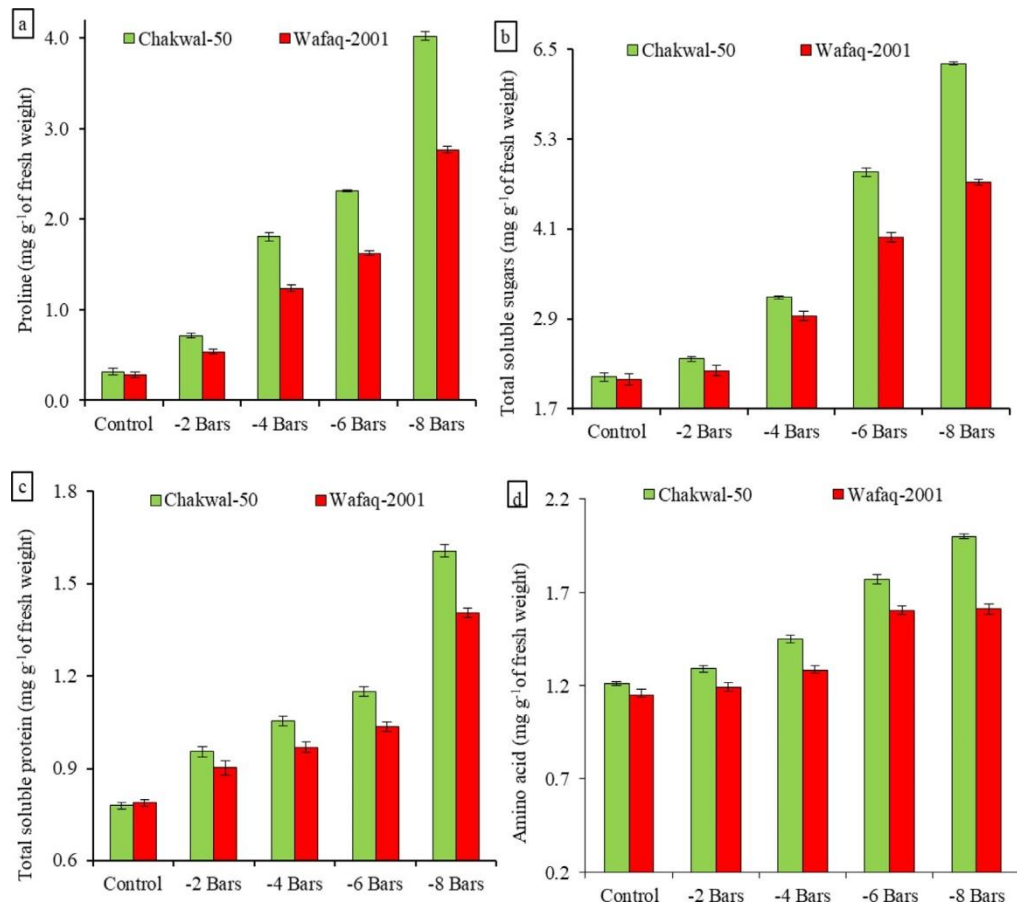 a
Chakwal-50 Wafaq-2001
Proline (mg g⁻¹ of fresh weight)
4.0
3.0
2.0
1.0
0.0
Control -2 Bars -4 Bars -6 Bars -8 Bars
b
Chakwal-50 Wafaq-2001
Total soluble sugars (mg g⁻¹ of fresh weight)
6.5
5.3
4.1
2.9
1.7
Control -2 Bars -4 Bars -6 Bars -8 Bars
c
Chakwal-50 Wafaq-2001
Total soluble protein (mg g⁻¹ of fresh weight)
1.8
1.5
1.2
0.9
0.6
Control -2 Bars -4 Bars -6 Bars -8 Bars
d
Chakwal-50 Wafaq-2001
Amino acid (mg g⁻¹ of fresh weight)
2.2
1.7
1.2
0.7
0.2
Control -2 Bars -4 Bars -6 Bars -8 Bars